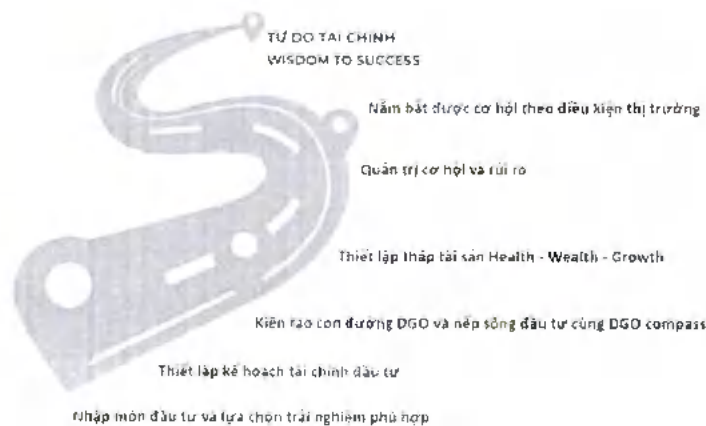 TỰ DO TÀI CHÍNH
WISDOM TO SUCCESS
Nắm bắt được cơ hội theo điều kiện thị trường
Quản trị cơ hội và rủi ro
Thiết lập tháp tài sản Health - Wealth - Growth
Kiến tạo con đường DGO và nếp sống đầu tư cùng DGO compass
Thiết lập kế hoạch tài chính đầu tư
Nhập môn đầu tư và lựa chọn trải nghiệm phù hợp